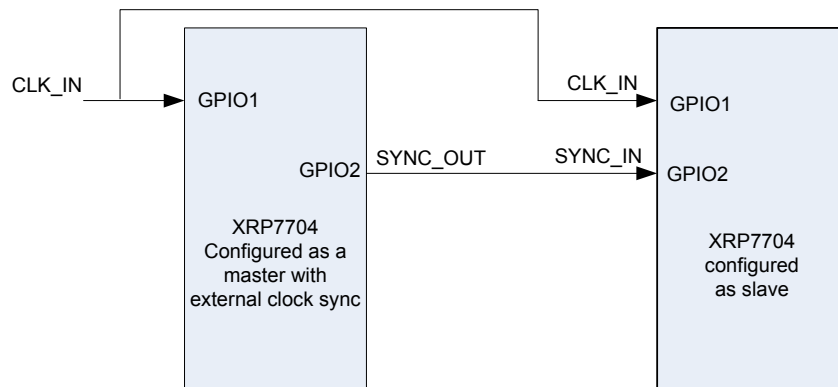 CLK_IN
GPIO1
GPIO2
SYNC_OUT
XRP7704
Configured as a
master with
external clock sync
CLK_IN
SYNC_IN
GPIO1
GPIO2
XRP7704
configured
as slave